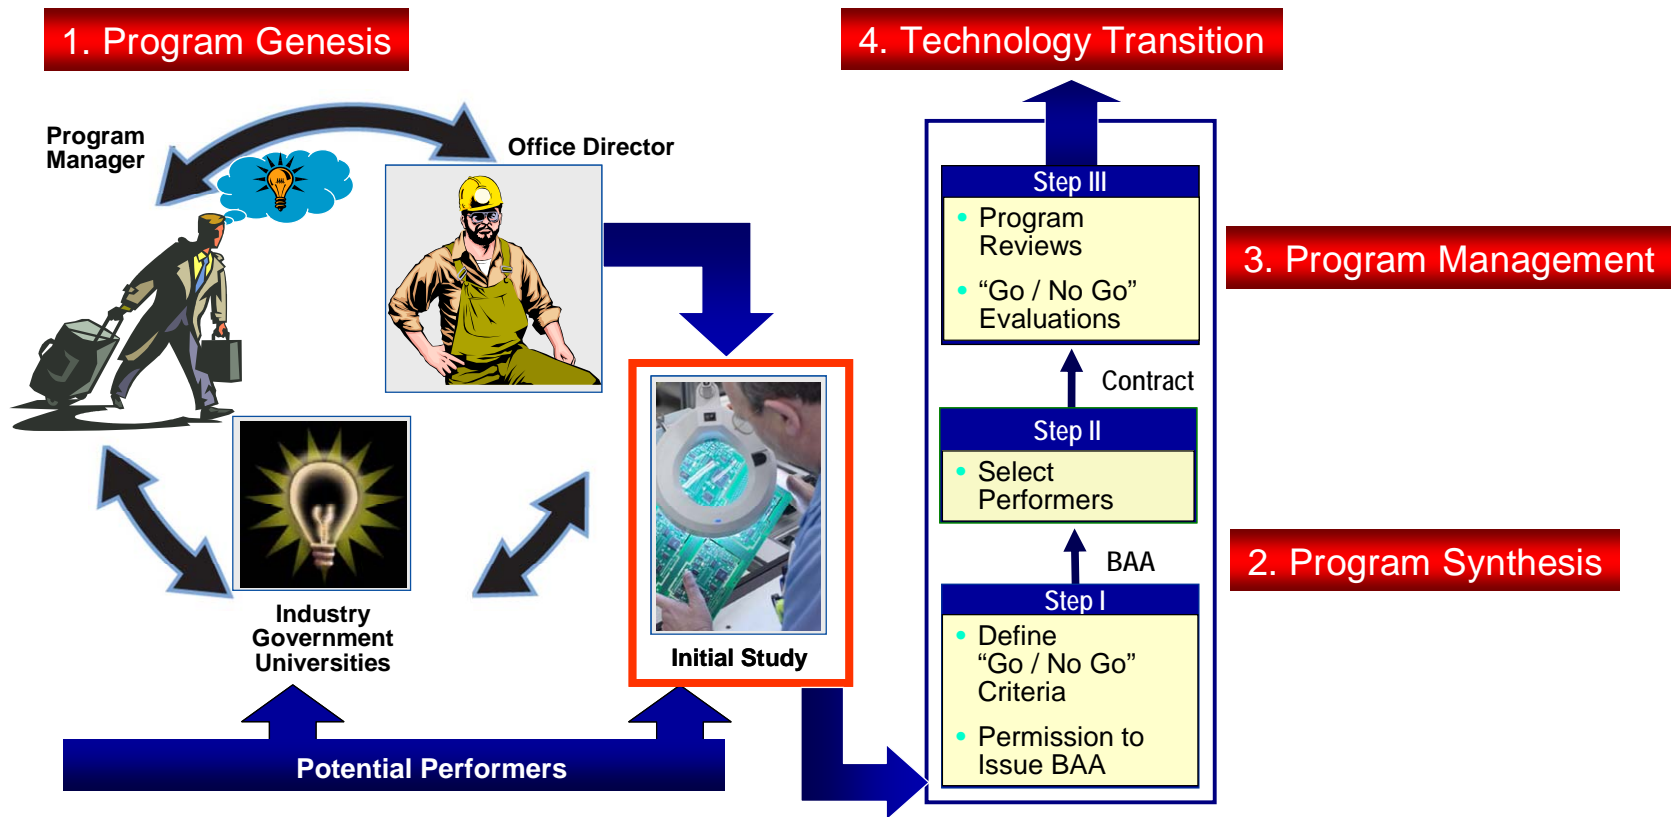 1. Program Genesis
4. Technology Transition
Program
Manager
Office Director
Industry
Government
Universities
Potential Performers
Initial Study
Step III
• Program
Reviews
• “Go / No Go”
Evaluations
3. Program Management
Contract
Step II
• Select
Performers
2. Program Synthesis
BAA
Step I
• Define
“Go / No Go”
Criteria
• Permission to
Issue BAA